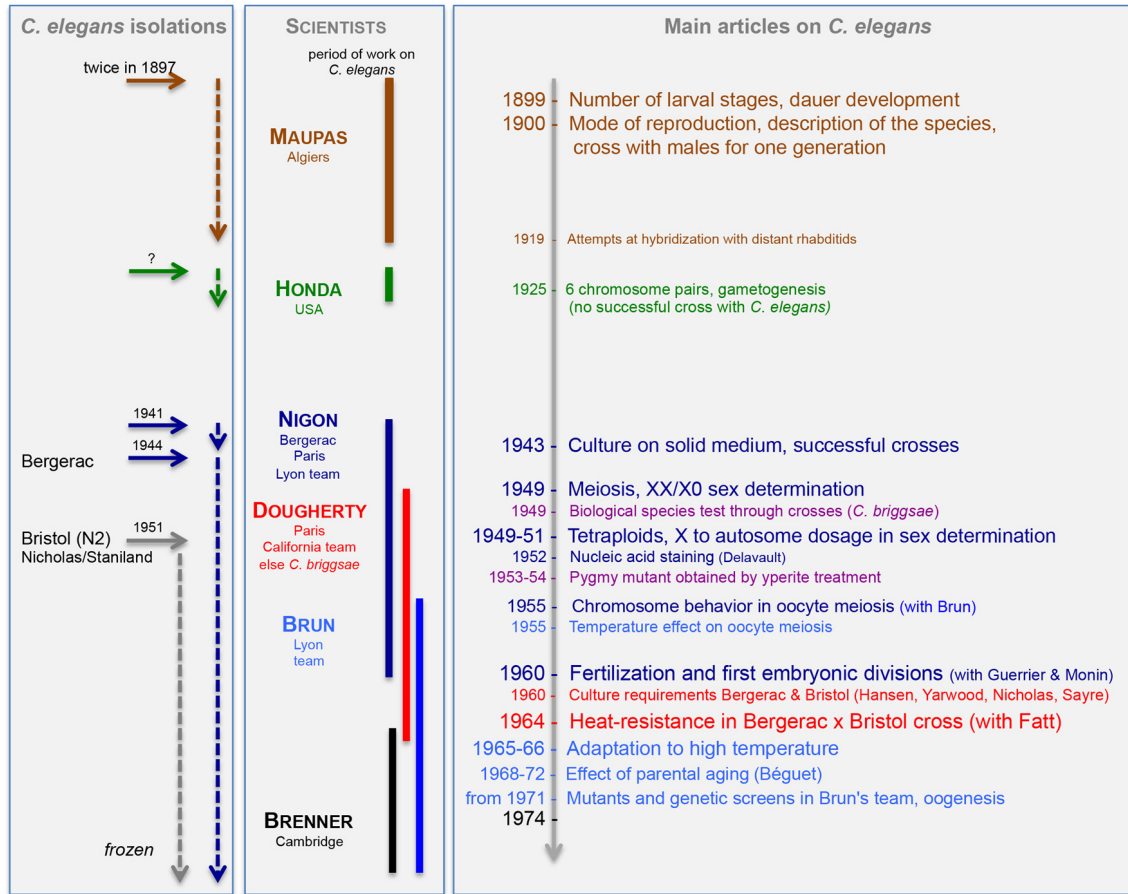 C. elegans isolations
twice in 1897
?
1941
1944
Bergerac
1951
Bristol (N2)
Nicholas/Staniland
frozen
SCIENTISTS
period of work on
C. elegans
MAUPAS
Algiers
HONDA
USA
NIGON
Bergerac
Paris
Lyon team
DOUGHERTY
Paris
California team
else C. briggsae
BRUN
Lyon
team
BRENNER
Cambridge
Main articles on C. elegans
1899 - Number of larval stages, dauer development
1900 - Mode of reproduction, description of the species,
cross with males for one generation
1919 - Attempts at hybridization with distant rhabditids
1925 - 6 chromosome pairs, gametogenesis
(no successful cross with C. elegans)
1943 - Culture on solid medium, successful crosses
1949 - Meiosis, XX/X0 sex determination
1949 - Biological species test through crosses (C. briggsae)
1949-51 - Tetraploids, X to autosome dosage in sex determination
1952 - Nucleic acid staining (Delavault)
1953-54 - Pygmy mutant obtained by yperite treatment
1955 - Chromosome behavior in oocyte meiosis (with Brun)
1955 - Temperature effect on oocyte meiosis
1960 - Fertilization and first embryonic divisions (with Guerrier & Monin)
1960 - Culture requirements Bergerac & Bristol (Hansen, Yarwood, Nicholas, Sayre)
1964 - Heat-resistance in Bergerac x Bristol cross (with Fatt)
1965-66 - Adaptation to high temperature
1968-72 - Effect of parental aging (Béguet)
from 1971 - Mutants and genetic screens in Brun's team, oogenesis
1974 -